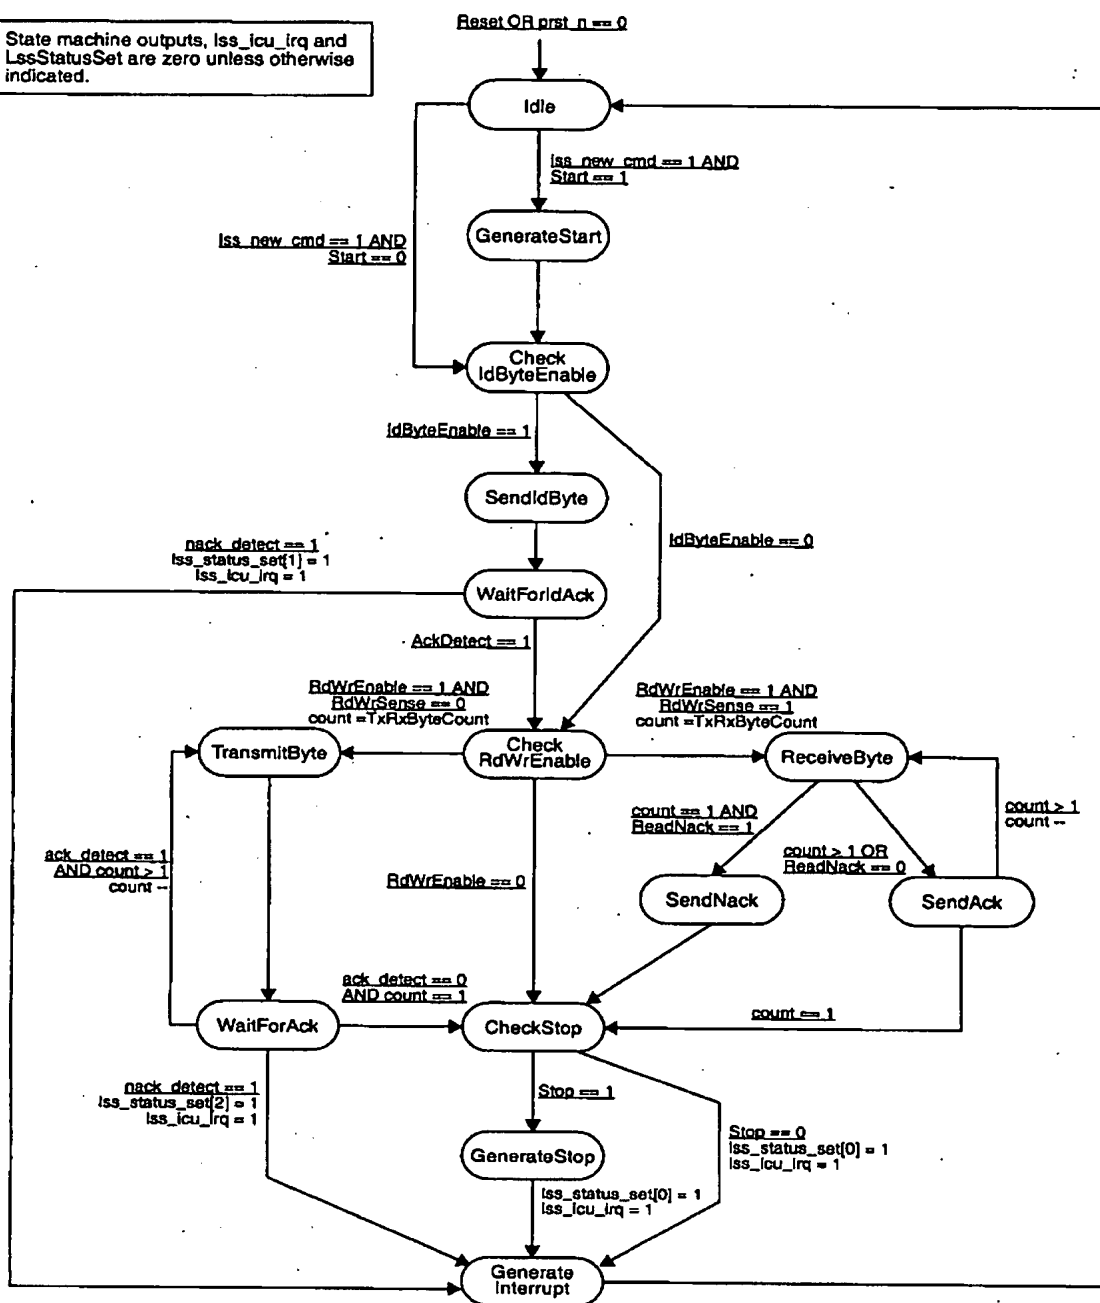 Reset OR prst_n == 0
State machine outputs, lss_icu_irq and
LssStatusSet are zero unless otherwise
indicated.
Idle
lss_new_cmd == 1 AND
Start == 1
GenerateStart
lss_new_cmd == 1 AND
Start == 0
Check
IdByteEnable
IdByteEnable == 1
SendIdByte
IdByteEnable == 0
nack_detect == 1
lss_status_set[1] = 1
lss_icu_irq = 1
WaitForIdAck
AckDetect == 1
RdWrEnable == 1 AND
RdWrSense == 0
count =TxRxByteCount
RdWrEnable == 1 AND
RdWrSense == 1
count =TxRxByteCount
TransmitByte
Check
RdWrEnable
ReceiveByte
count == 1 AND
ReadNack == 1
count > 1
count --
ack_detect == 1
AND count > 1
count --
count > 1 OR
ReadNack == 0
RdWrEnable == 0
SendNack
SendAck
ack_detect == 0
AND count == 1
WaitForAck
CheckStop
count == 1
nack_detect == 1
lss_status_set[2] = 1
lss_icu_irq = 1
Stop == 1
Stop == 0
lss_status_set[0] = 1
lss_icu_irq = 1
GenerateStop
lss_status_set[0] = 1
lss_icu_irq = 1
Generate
Interrupt